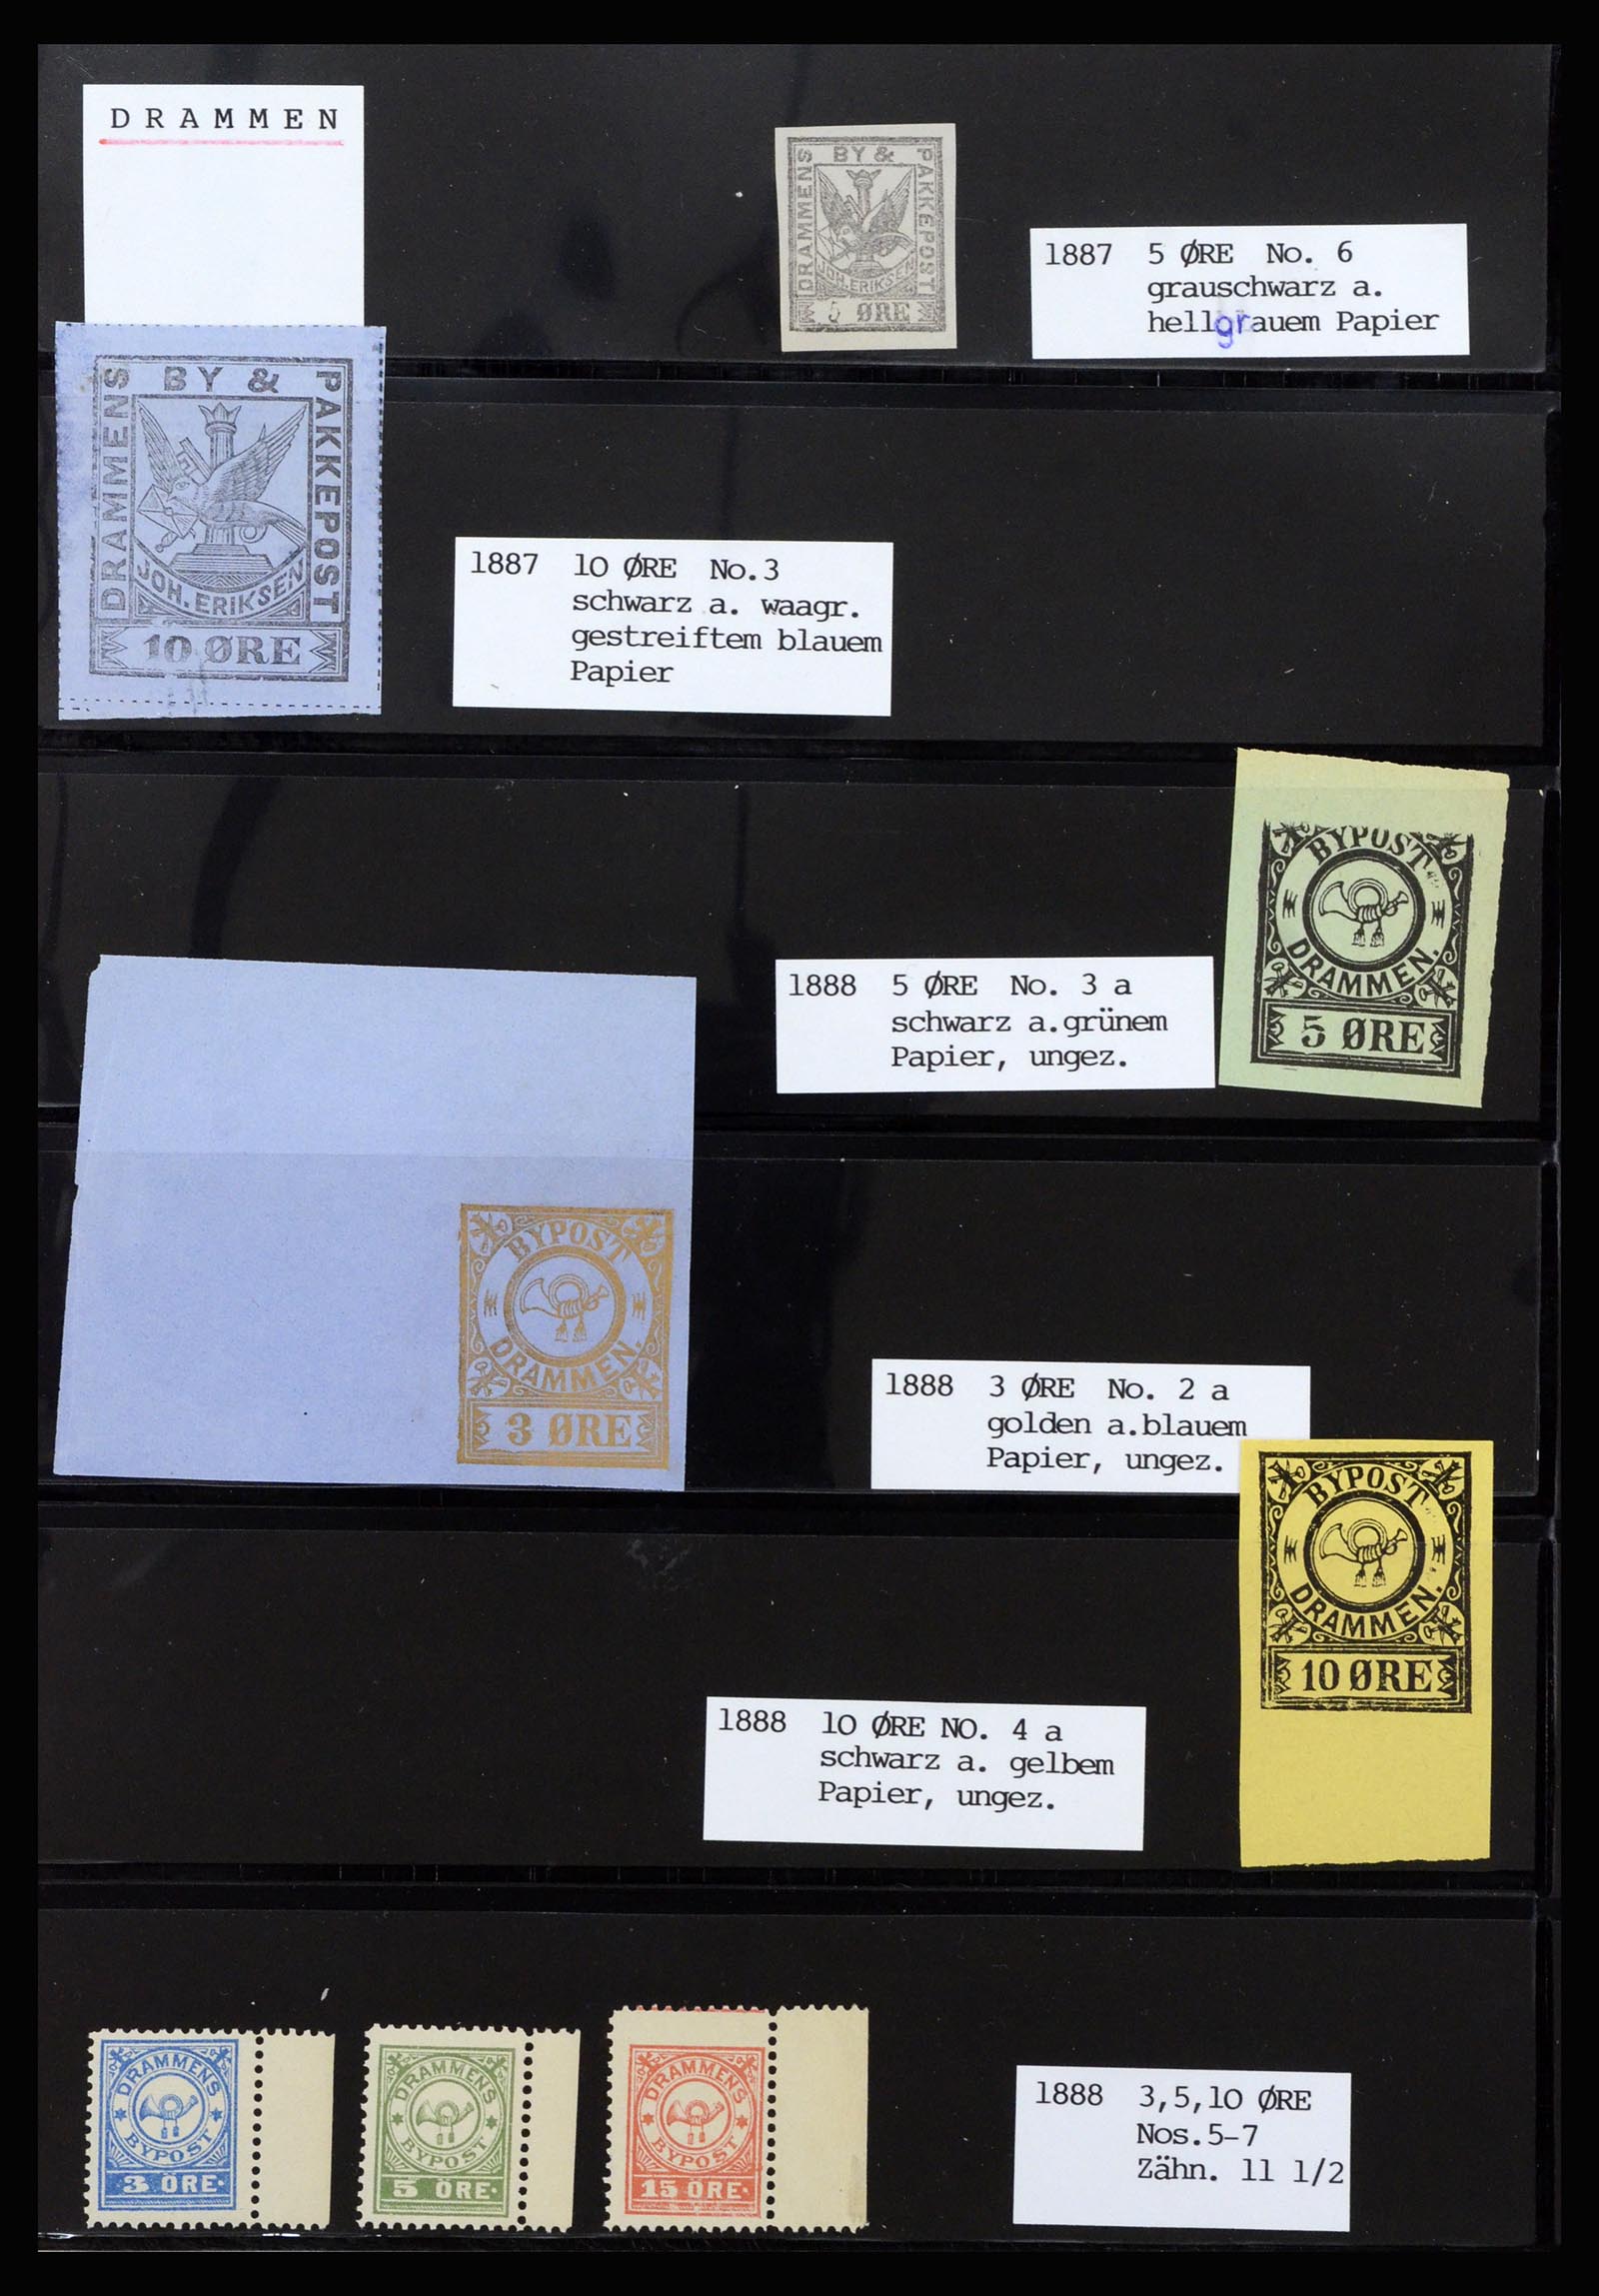 DRAMMEN
DRAMMENS BY & PAKKEPOST
JOH. ERIKSEN
5 ØRE
1887 5 ØRE No. 6
grauschwarz a.
hellgrauem Papier
DRAMMENS BY & PAKKEPOST
JOH. ERIKSEN
10 ØRE
1887 10 ØRE No.3
schwarz a. waagr.
gestreiftem blauem
Papier
BYPOST
DRAMMEN.
5 ØRE
1888 5 ØRE No. 3 a
schwarz a.grünem
Papier, ungez.
BYPOST
DRAMMEN.
3 ØRE
1888 3 ØRE No. 2 a
golden a.blauem
Papier, ungez.
BYPOST
DRAMMEN.
10 ØRE
1888 10 ØRE NO. 4 a
schwarz a. gelbem
Papier, ungez.
DRAMMENS
BYPOST
3 ÖRE.
DRAMMENS
BYPOST
5 ÖRE.
DRAMMENS
BYPOST
15 ÖRE.
1888 3,5,10 ØRE
Nos.5-7
Zähn. 11 1/2